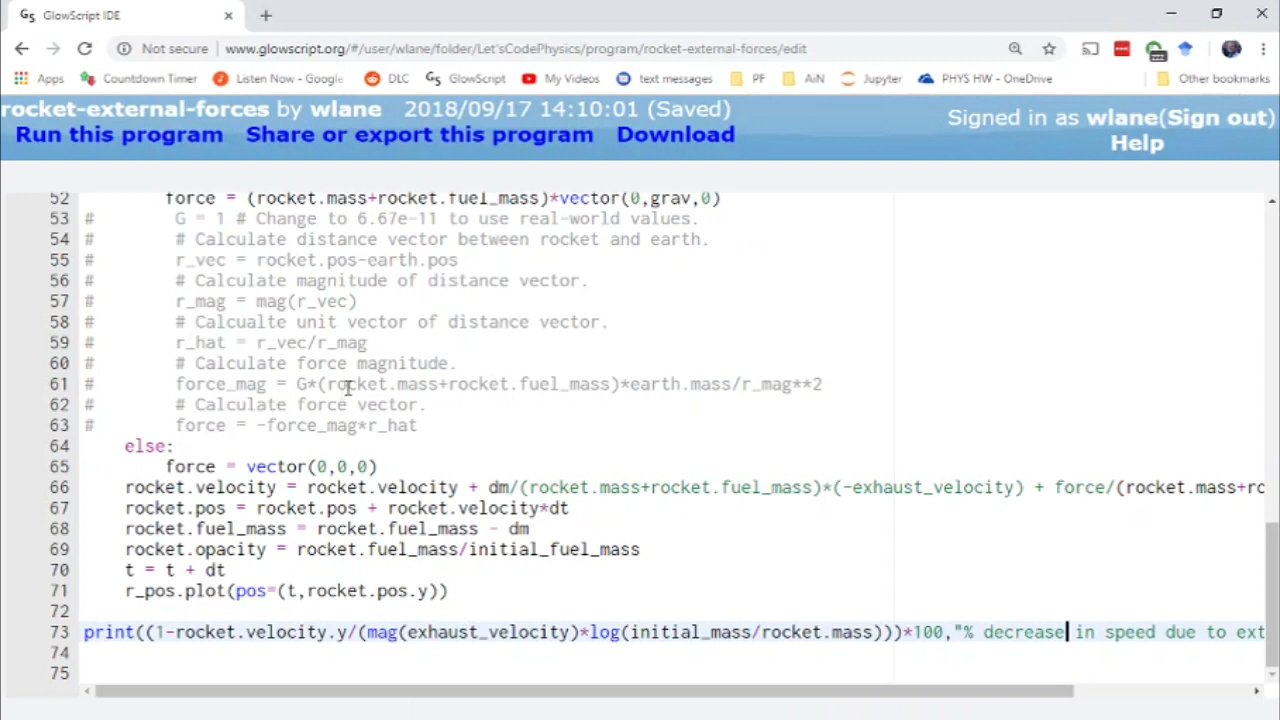 GlowScript IDE
Not secure www.glowscript.org/#/user/wlane/folder/Let'sCodePhysics/program/rocket-external-forces/edit
Apps Countdown Timer Listen Now - Google DLC GlowScript My Videos text messages PF AiN Jupyter PHYS HW - OneDrive Other bookmarks
rocket-external-forces by wlane 2018/09/17 14:10:01 (Saved)
Signed in as wlane(Sign out)
Run this program Share or export this program Download
Help
52 force = (rocket.mass+rocket.fuel_mass)*vector(0,grav,0)
53 # G = 1 # Change to 6.67e-11 to use real-world values.
54 # # Calculate distance vector between rocket and earth.
55 # r_vec = rocket.pos-earth.pos
56 # # Calculate magnitude of distance vector.
57 # r_mag = mag(r_vec)
58 # # Calcualte unit vector of distance vector.
59 # r_hat = r_vec/r_mag
60 # # Calculate force magnitude.
61 # force_mag = G*(rocket.mass+rocket.fuel_mass)*earth.mass/r_mag**2
62 # # Calculate force vector.
63 # force = -force_mag*r_hat
64 else:
65 force = vector(0,0,0)
66 rocket.velocity = rocket.velocity + dm/(rocket.mass+rocket.fuel_mass)*(-exhaust_velocity) + force/(rocket.mass+ro
67 rocket.pos = rocket.pos + rocket.velocity*dt
68 rocket.fuel_mass = rocket.fuel_mass - dm
69 rocket.opacity = rocket.fuel_mass/initial_fuel_mass
70 t = t + dt
71 r_pos.plot(pos=(t,rocket.pos.y))
72
73 print((1-rocket.velocity.y/(mag(exhaust_velocity)*log(initial_mass/rocket.mass)))*100,"% decrease in speed due to ext
74
75